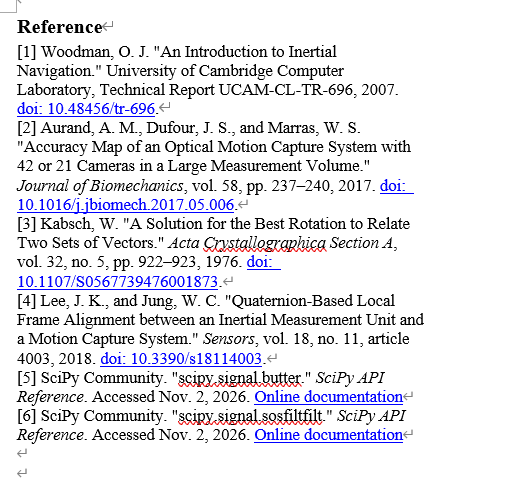 Reference
[1] Woodman, O. J. "An Introduction to Inertial
Navigation." University of Cambridge Computer
Laboratory, Technical Report UCAM-CL-TR-696, 2007.
doi: 10.48456/tr-696.
[2] Aurand, A. M., Dufour, J. S., and Marras, W. S.
"Accuracy Map of an Optical Motion Capture System with
42 or 21 Cameras in a Large Measurement Volume."
Journal of Biomechanics, vol. 58, pp. 237–240, 2017. doi:
10.1016/j.jbiomech.2017.05.006.
[3] Kabsch, W. "A Solution for the Best Rotation to Relate
Two Sets of Vectors." Acta Crystallographica Section A,
vol. 32, no. 5, pp. 922–923, 1976. doi:
10.1107/S0567739476001873.
[4] Lee, J. K., and Jung, W. C. "Quaternion-Based Local
Frame Alignment between an Inertial Measurement Unit and
a Motion Capture System." Sensors, vol. 18, no. 11, article
4003, 2018. doi: 10.3390/s18114003.
[5] SciPy Community. "scipy.signal.butter." SciPy API
Reference. Accessed Nov. 2, 2026. Online documentation
[6] SciPy Community. "scipy.signal.sosfiltfilt." SciPy API
Reference. Accessed Nov. 2, 2026. Online documentation